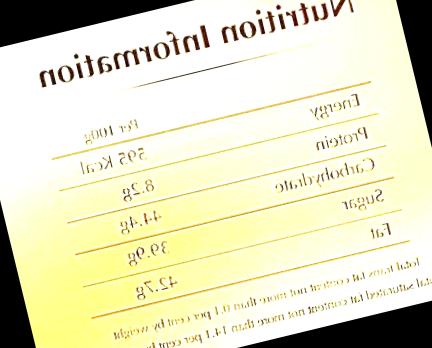 Nutrition Information
Per 100g
Energy 595 Kcal
Protein 8.2g
Carbohydrate 44.4g
Sugar 39.9g
Fat 42.7g
Total trans fat content not more than 0.1 per cent by weight
saturated fat content not more than 14.1 per cent by